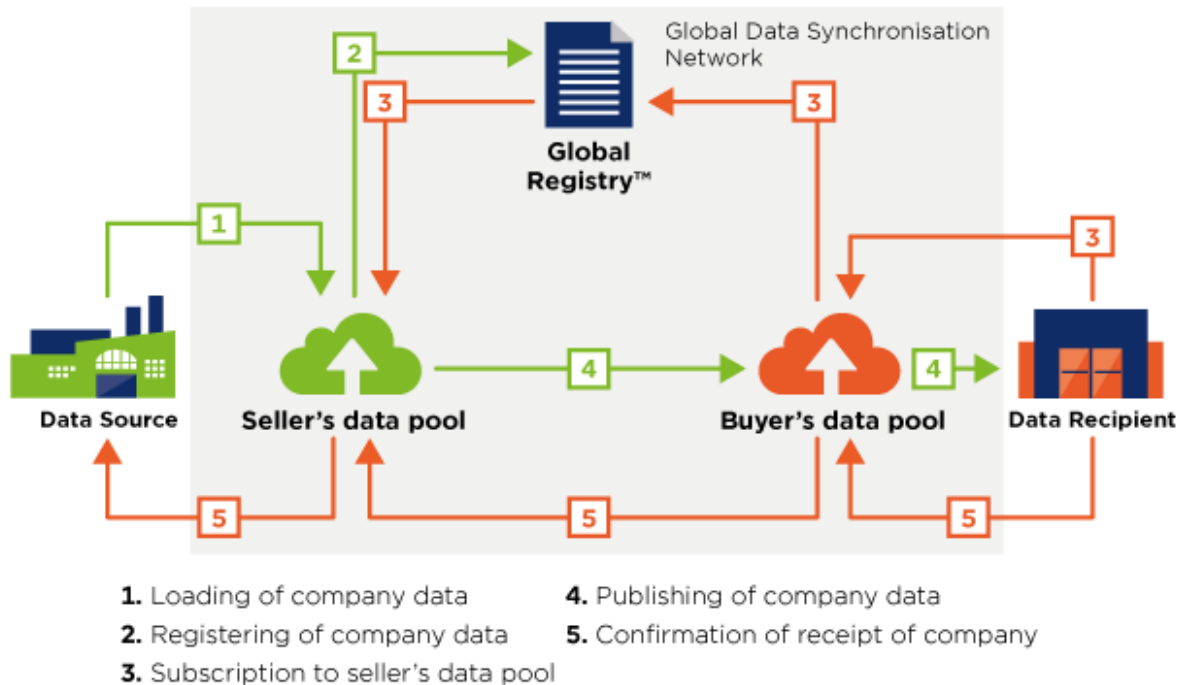 Global Data Synchronisation
Network
2
3
3
Global
Registry™
1
3
4
4
Data Source
Seller's data pool
Buyer's data pool
Data Recipient
5
5
5
1. Loading of company data
2. Registering of company data
3. Subscription to seller's data pool
4. Publishing of company data
5. Confirmation of receipt of company